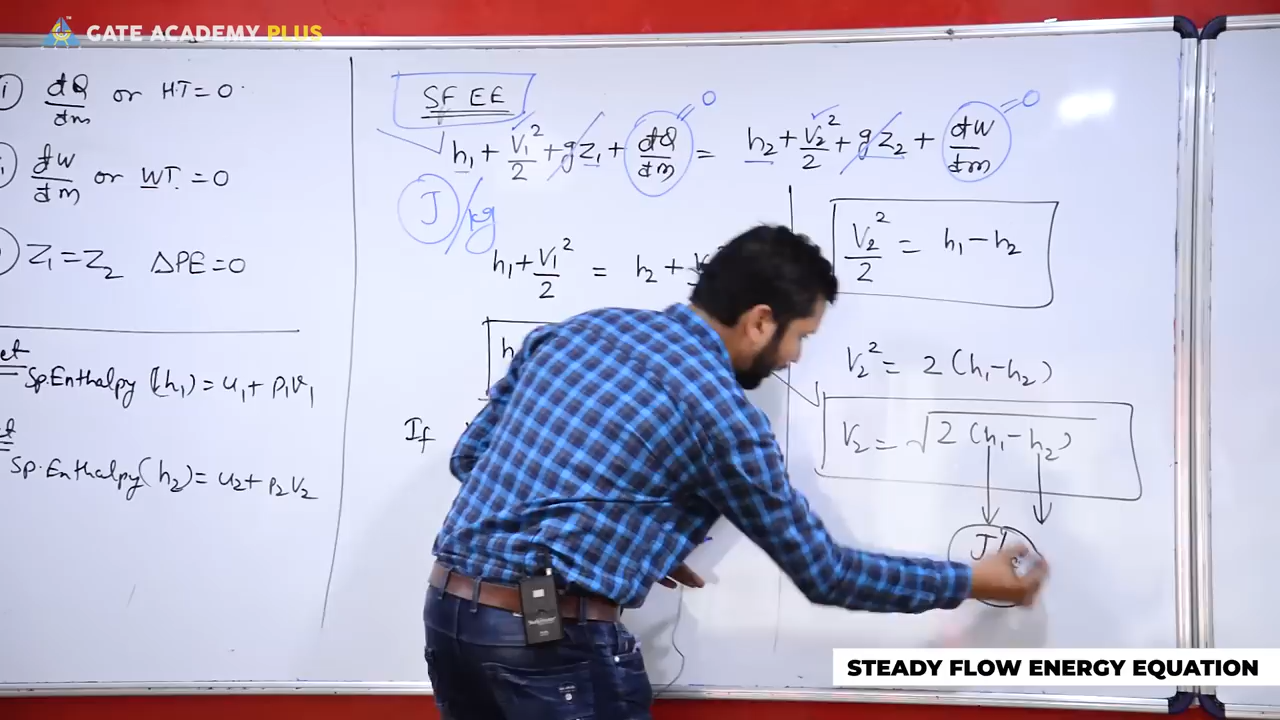 GATE ACADEMY PLUS
i) dQ/dm or HT = 0
dW/dm or WT. = 0
Z₁ = Z₂ ΔPE = 0
Sp.Enthalpy (h₁) = u₁ + p₁v₁
Sp.Enthalpy (h₂) = u₂ + p₂v₂
SFEE
h₁ + V₁²/2 + gZ₁ + dQ/dm = h₂ + V₂²/2 + gZ₂ + dW/dm
0
0
J/kg
h₁ + V₁²/2 = h₂ +
h
If
V₂²/2 = h₁ - h₂
V₂² = 2 (h₁ - h₂)
V₂ = √2 (h₁ - h₂)
J/
STEADY FLOW ENERGY EQUATION